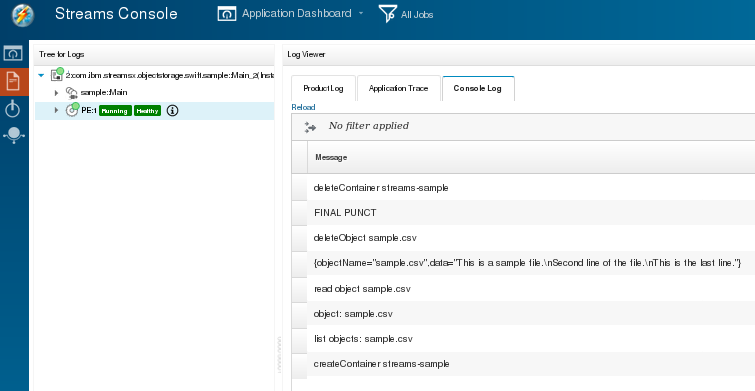 Streams Console
Application Dashboard
All Jobs
Tree for Logs
2:com.ibm.streamsx.objectstorage.swift.sample::Main_2(Insta
sample::Main
PE:1 Running Healthy
Log Viewer
Product Log Application Trace Console Log
Reload
No filter applied
Message
deleteContainer streams-sample
FINAL PUNCT
deleteObject sample.csv
{objectName="sample.csv",data="This is a sample file.\nSecond line of the file.\nThis is the last line."}
read object sample.csv
object: sample.csv
list objects: sample.csv
createContainer streams-sample